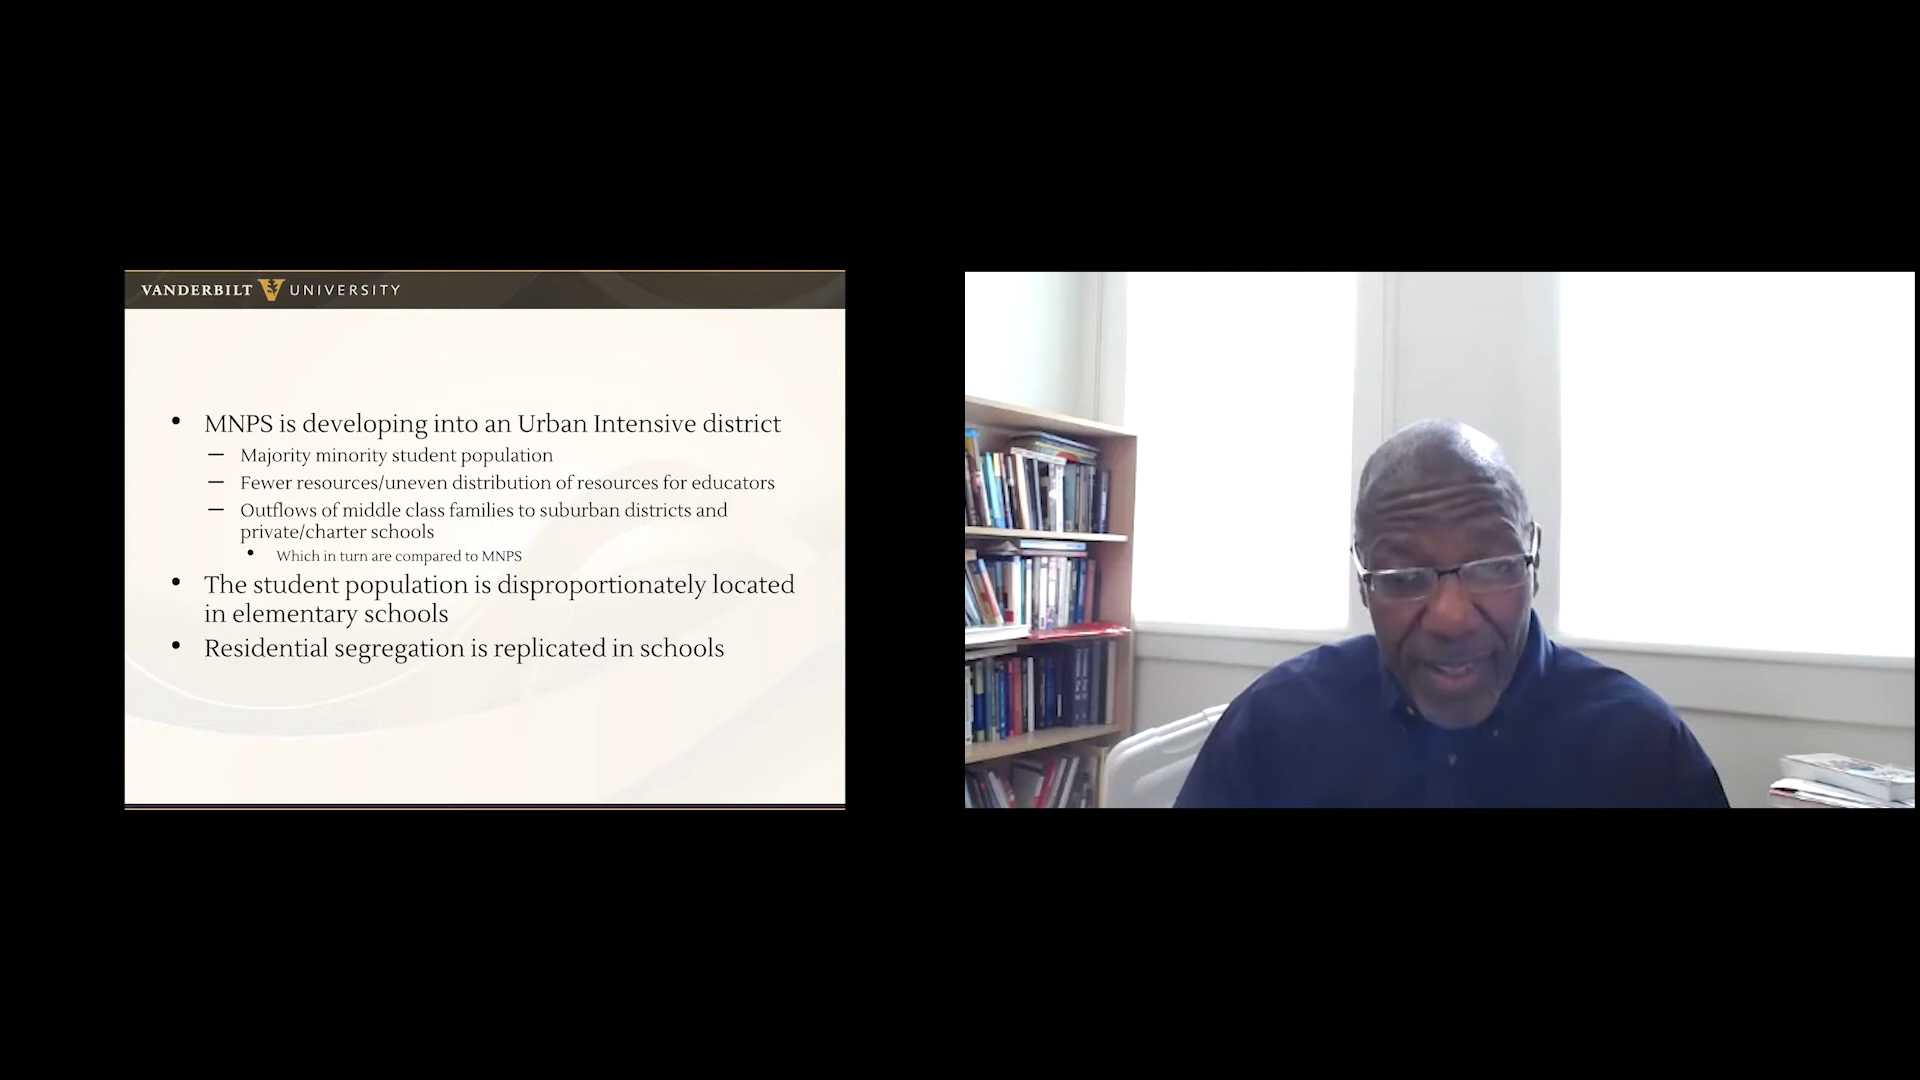 VANDERBILT UNIVERSITY
• MNPS is developing into an Urban Intensive district
— Majority minority student population
— Fewer resources/uneven distribution of resources for educators
— Outflows of middle class families to suburban districts and
private/charter schools
• Which in turn are compared to MNPS
• The student population is disproportionately located
in elementary schools
• Residential segregation is replicated in schools